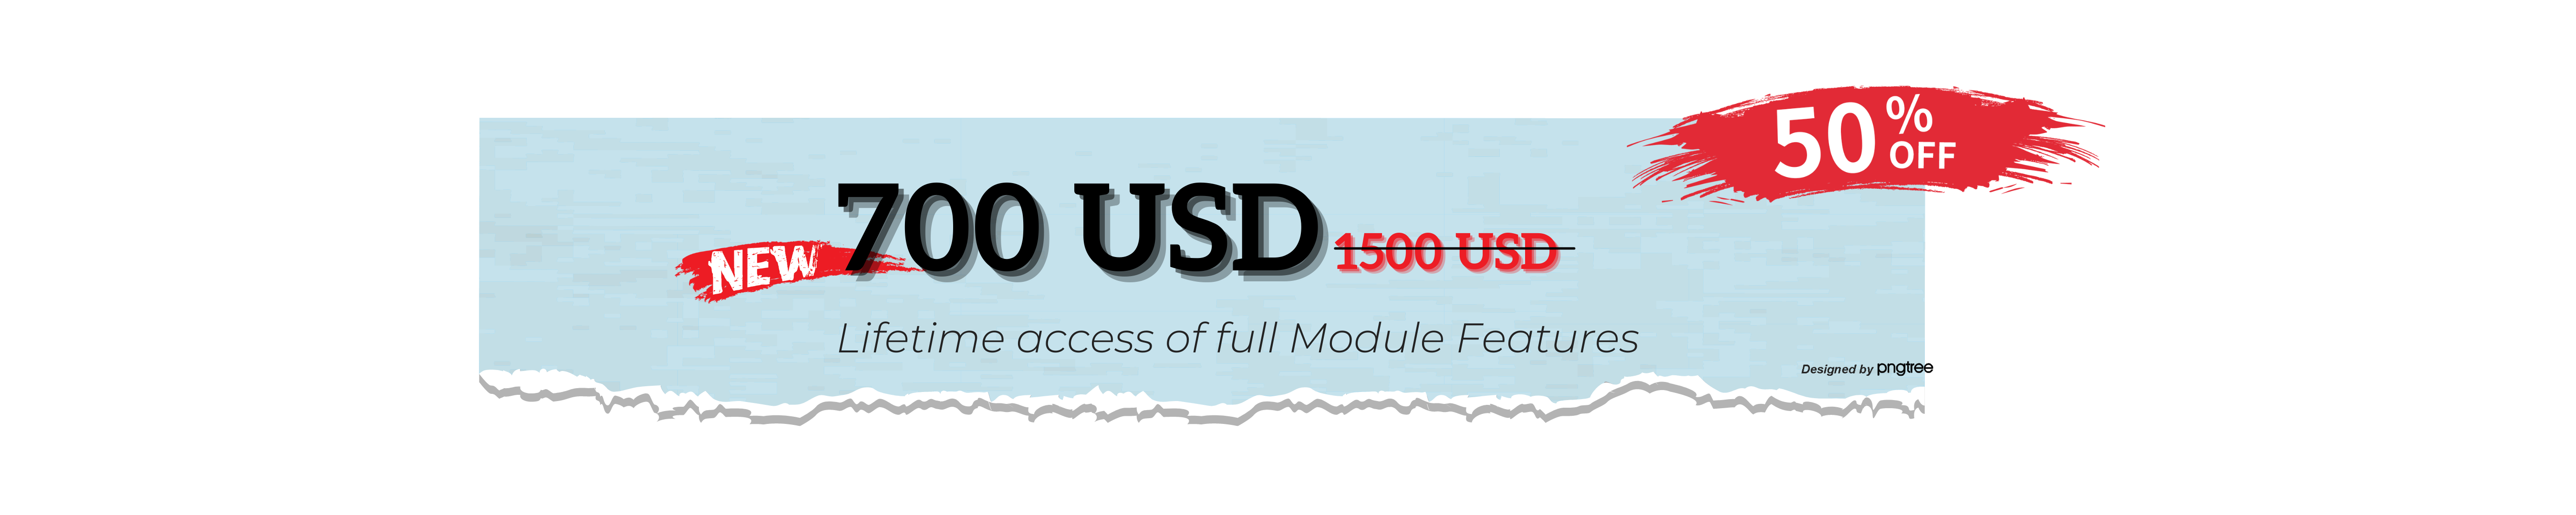 50% OFF
NEW 700 USD 1500 USD
Lifetime access of full Module Features
Designed by pngtree